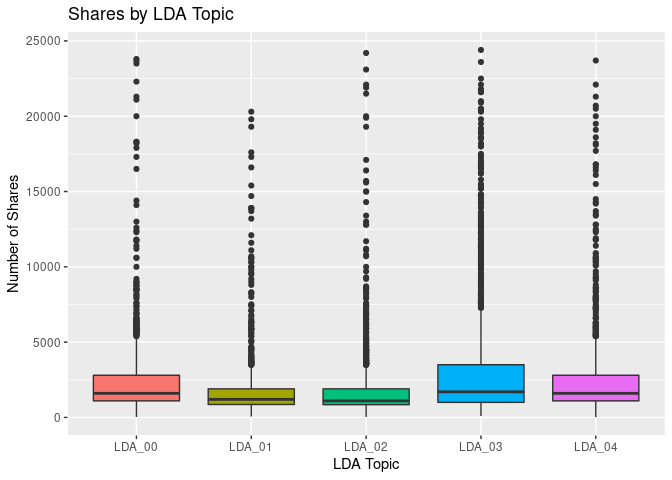 Shares by LDA Topic
25000
20000
15000
10000
5000
0
Number of Shares
LDA_00 LDA_01 LDA_02 LDA_03 LDA_04
LDA Topic